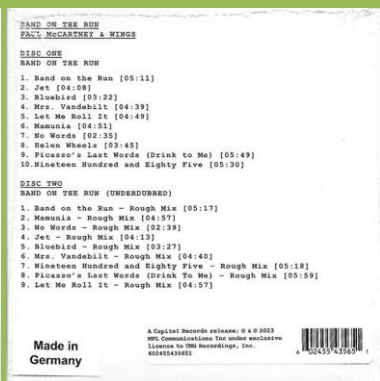 BAND ON THE RUN
PAUL McCARTNEY & WINGS
DISC ONE
BAND ON THE RUN
1. Band on the Run [05:11]
2. Jet [04:08]
3. Bluebird [03:22]
4. Mrs. Vandebilt [04:39]
5. Let Me Roll It [04:49]
6. Mamunia [04:51]
7. No Words [02:35]
8. Helen Wheels [03:45]
9. Picasso's Last Words (Drink to Me) [05:49]
10.Nineteen Hundred and Eighty Five [05:30]
DISC TWO
BAND ON THE RUN (UNDERDUBBED)
1. Band on the Run - Rough Mix [05:17]
2. Mamunia - Rough Mix [04:57]
3. No Words - Rough Mix [02:39]
4. Jet - Rough Mix [04:13]
5. Bluebird - Rough Mix [03:27]
6. Mrs. Vandebilt - Rough Mix [04:40]
7. Nineteen Hundred and Eighty Five - Rough Mix [05:18]
8. Picasso's Last Words (Drink To Me) - Rough Mix [05:59]
9. Let Me Roll It - Rough Mix [04:57]
A Capitol Records release; ℗ & © 2023
MPL Communications Inc under exclusive
license to UMG Recordings, Inc.
602455435651
Made in
Germany
6 02455 43565 1